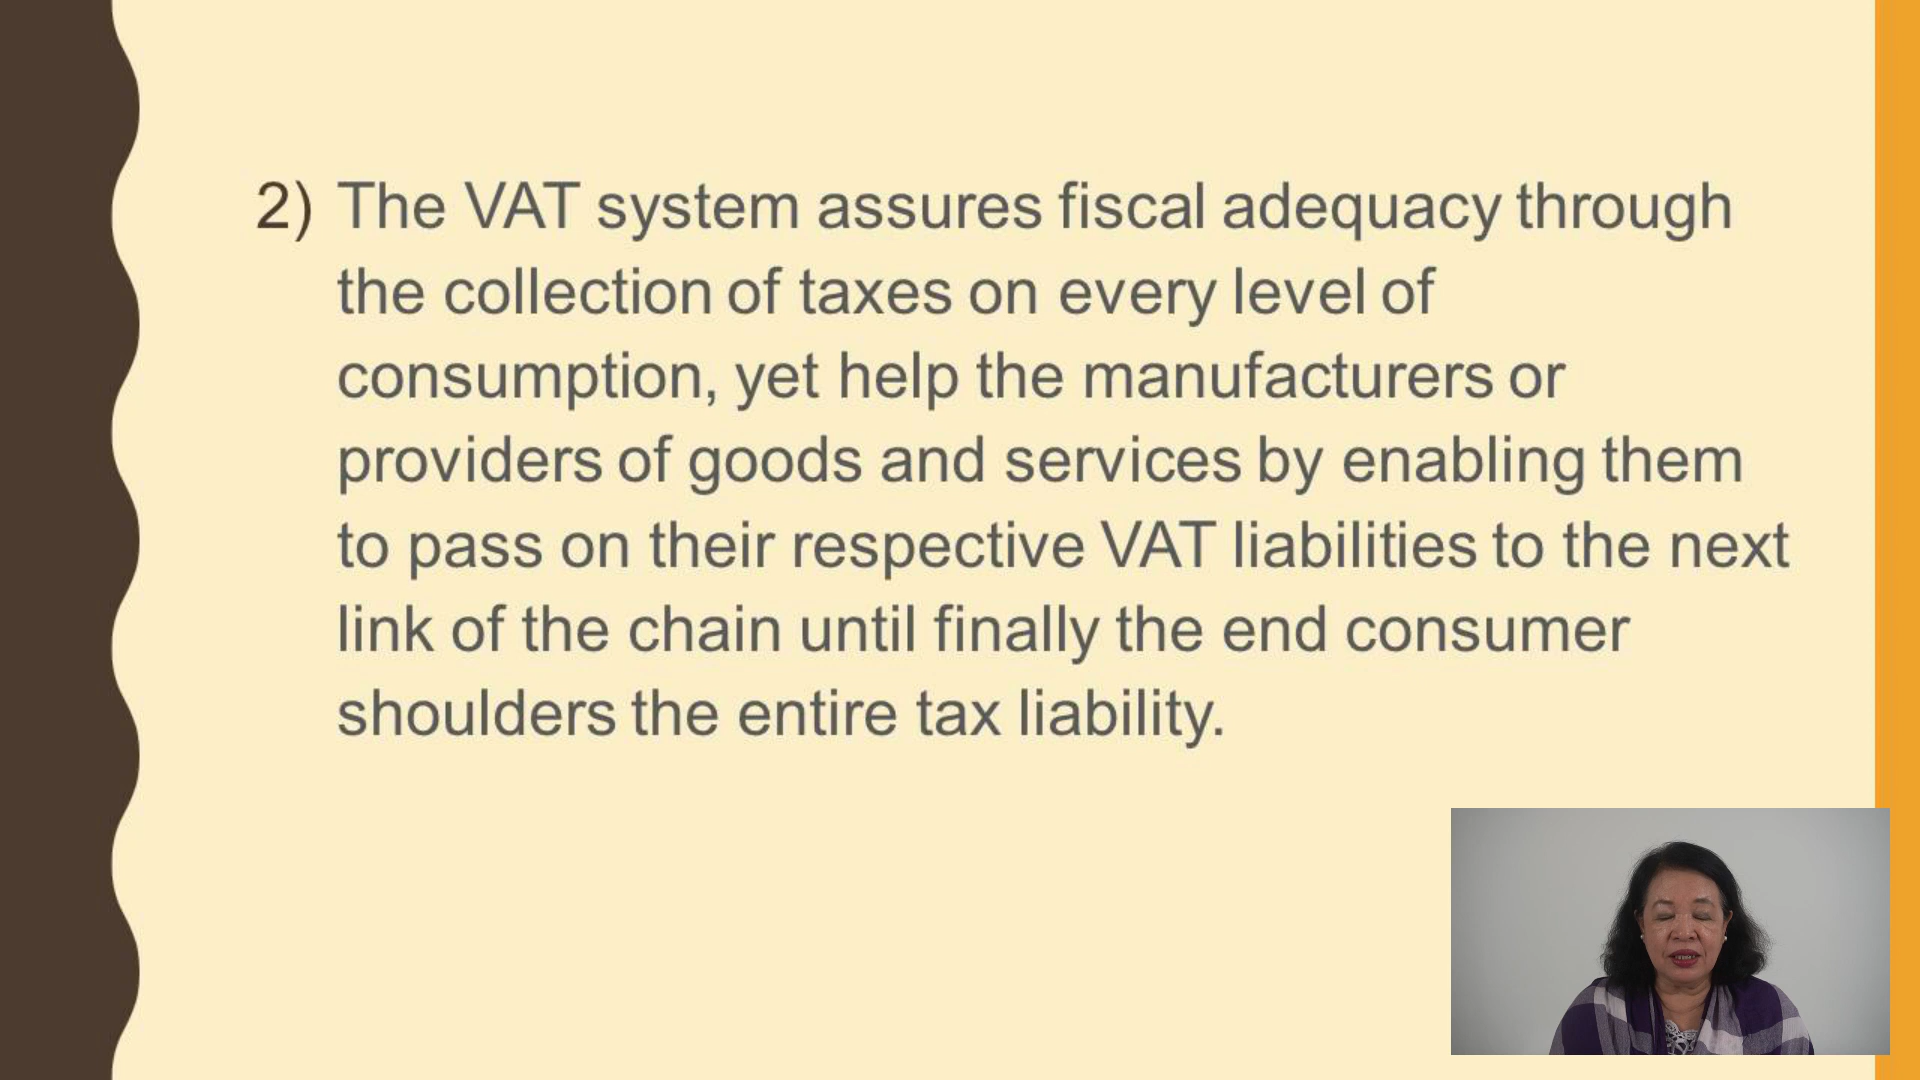 2) The VAT system assures fiscal adequacy through
the collection of taxes on every level of
consumption, yet help the manufacturers or
providers of goods and services by enabling them
to pass on their respective VAT liabilities to the next
link of the chain until finally the end consumer
shoulders the entire tax liability.